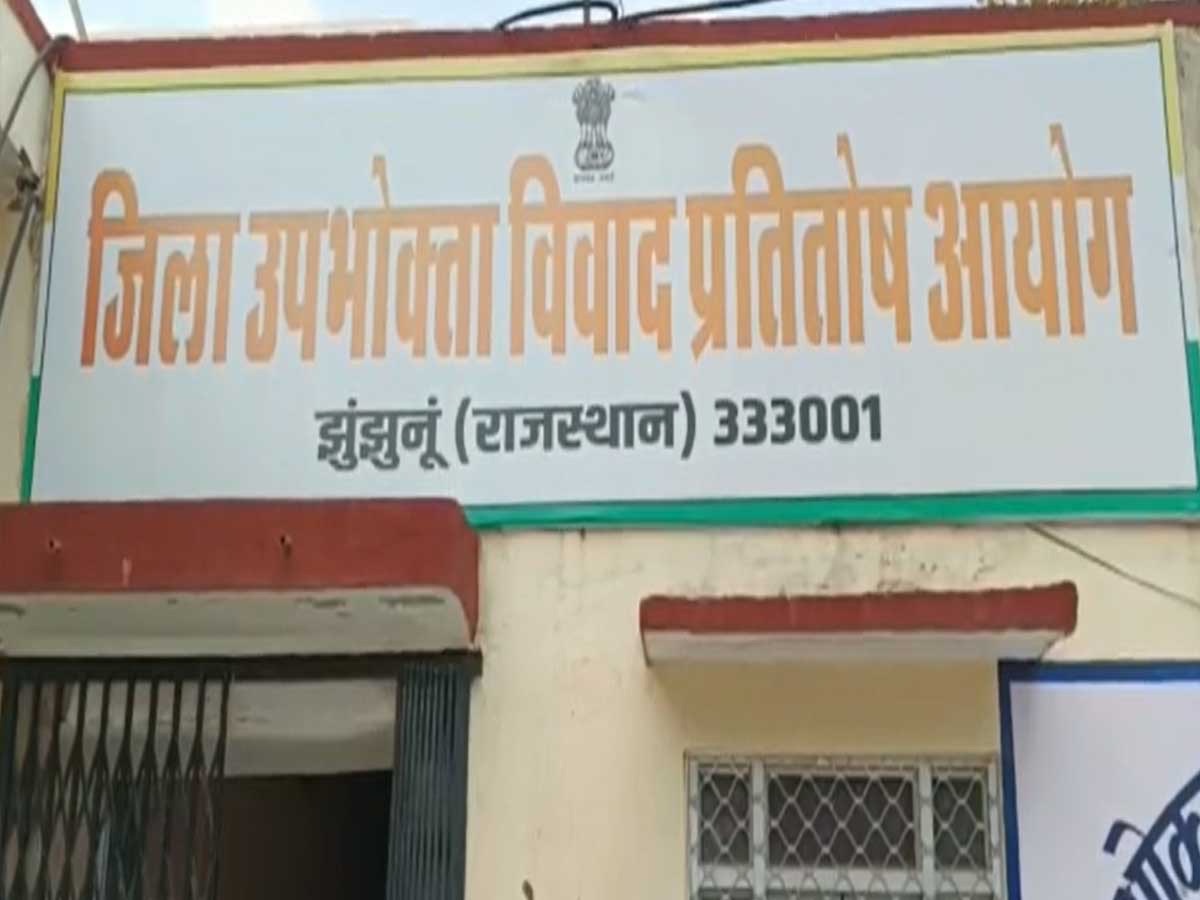 जिला उपभोक्ता विवाद प्रतितोष आयोग
झुंझुनूं (राजस्थान) 333001